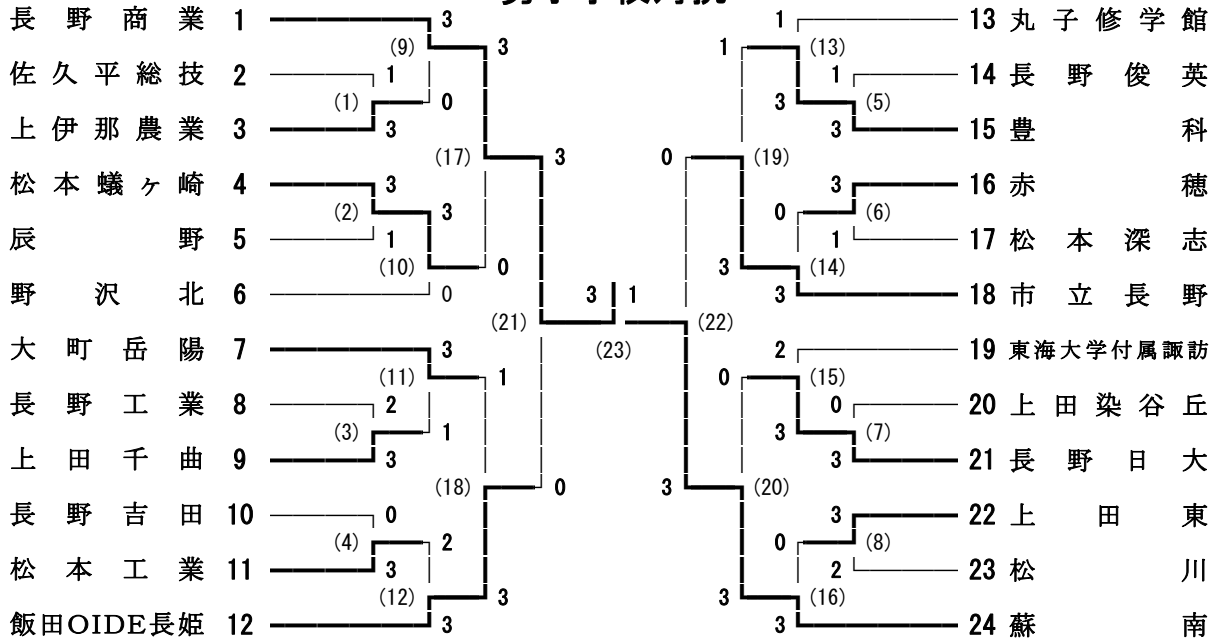 長野商業 1
佐久平総技 2
上伊那農業 3
松本蟻ヶ崎 4
辰野 5
野沢北 6
大町岳陽 7
長野工業 8
上田千曲 9
長野吉田 10
松本工業 11
飯田OIDE長姫 12
3
(9) 3
1
(1) 0
3
(17) 3
3
(2) 3
1
(10) 0
0
(21)
3 1
(23)
3
(11) 1
2
(3) 1
3
(18) 0
0
(4) 2
3
(12) 3
3
1
1 (13)
1
3 (5)
3
0 (19)
3
0 (6)
1
3 (14)
3
(22)
2
0 (15)
0
3 (7)
3
3 (20)
3
0 (8)
2
3 (16)
3
13 丸子修学館
14 長野俊英
15 豊科
16 赤穂
17 松本深志
18 市立長野
19 東海大学付属諏訪
20 上田染谷丘
21 長野日大
22 上田東
23 松川
24 蘇南